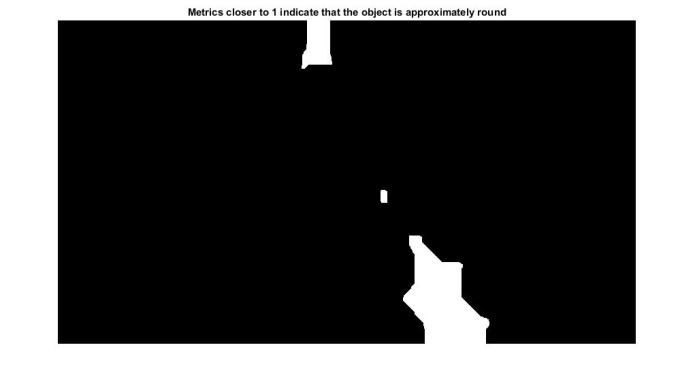 Metrics closer to 1 indicate that the object is approximately round